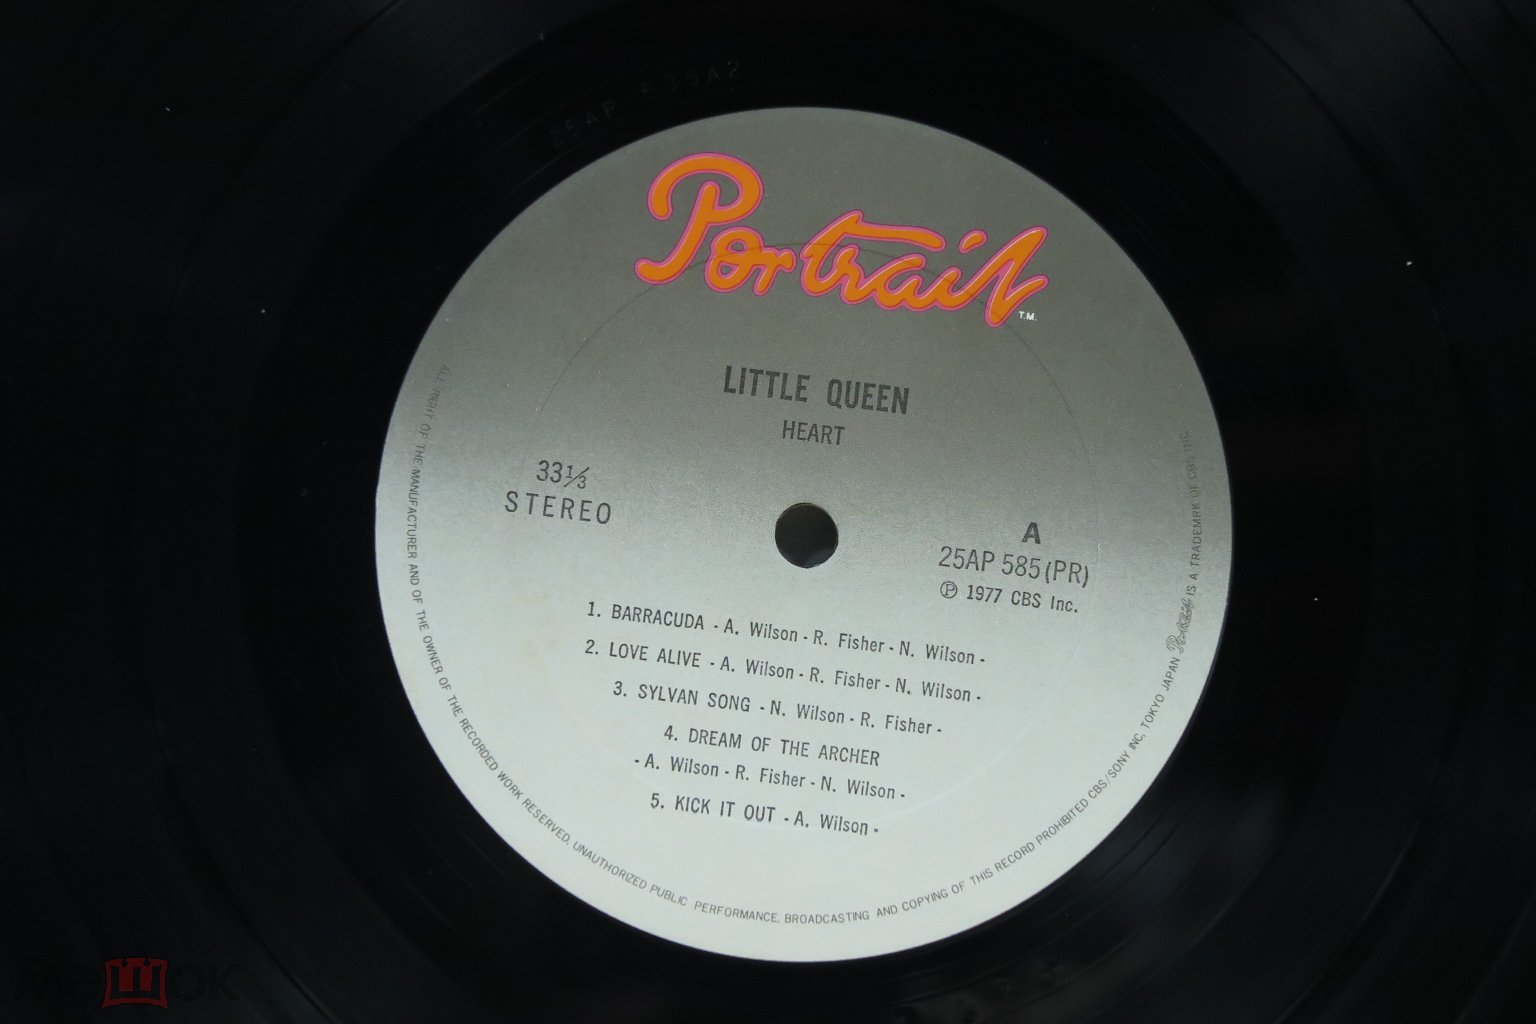 25AP 585A2
Portrait
T.M.
LITTLE QUEEN
HEART
33⅓
STEREO
A
25AP 585(PR)
℗ 1977 CBS Inc.
1. BARRACUDA - A. Wilson - R. Fisher - N. Wilson -
2. LOVE ALIVE - A. Wilson - R. Fisher - N. Wilson -
3. SYLVAN SONG - N. Wilson - R. Fisher -
4. DREAM OF THE ARCHER
- A. Wilson - R. Fisher - N. Wilson -
5. KICK IT OUT - A. Wilson -
ALL RIGHT OF THE MANUFACTURER AND OF THE OWNER OF THE RECORDED WORK RESERVED. UNAUTHORIZED PUBLIC PERFORMANCE, BROADCASTING AND COPYING OF THIS RECORD PROHIBITED CBS/SONY INC, TOKYO JAPAN Portrait IS A TRADEMRK OF CBS INC.
мешок